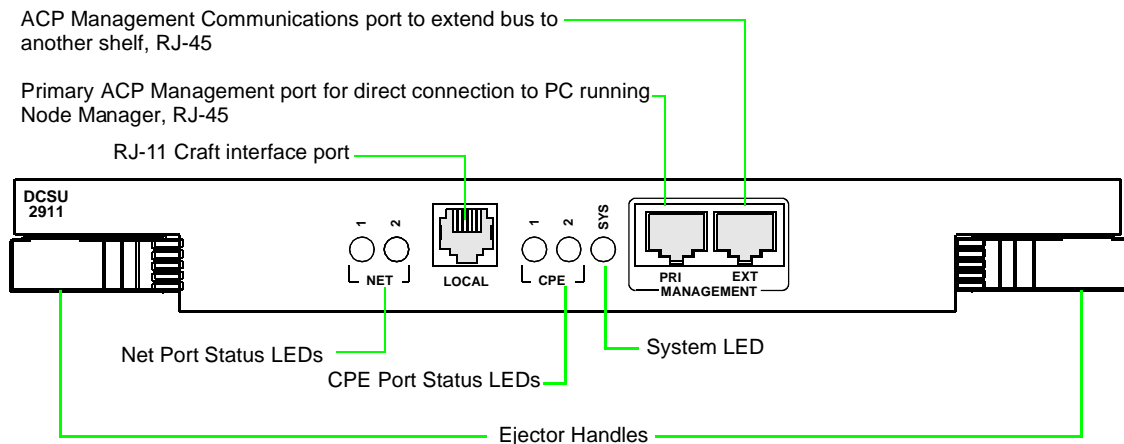 ACP Management Communications port to extend bus to
another shelf, RJ-45
Primary ACP Management port for direct connection to PC running
Node Manager, RJ-45
RJ-11 Craft interface port
DCSU
2911
1 2
NET
LOCAL
1 2
CPE
SYS
PRI EXT
MANAGEMENT
Net Port Status LEDs
CPE Port Status LEDs
System LED
Ejector Handles